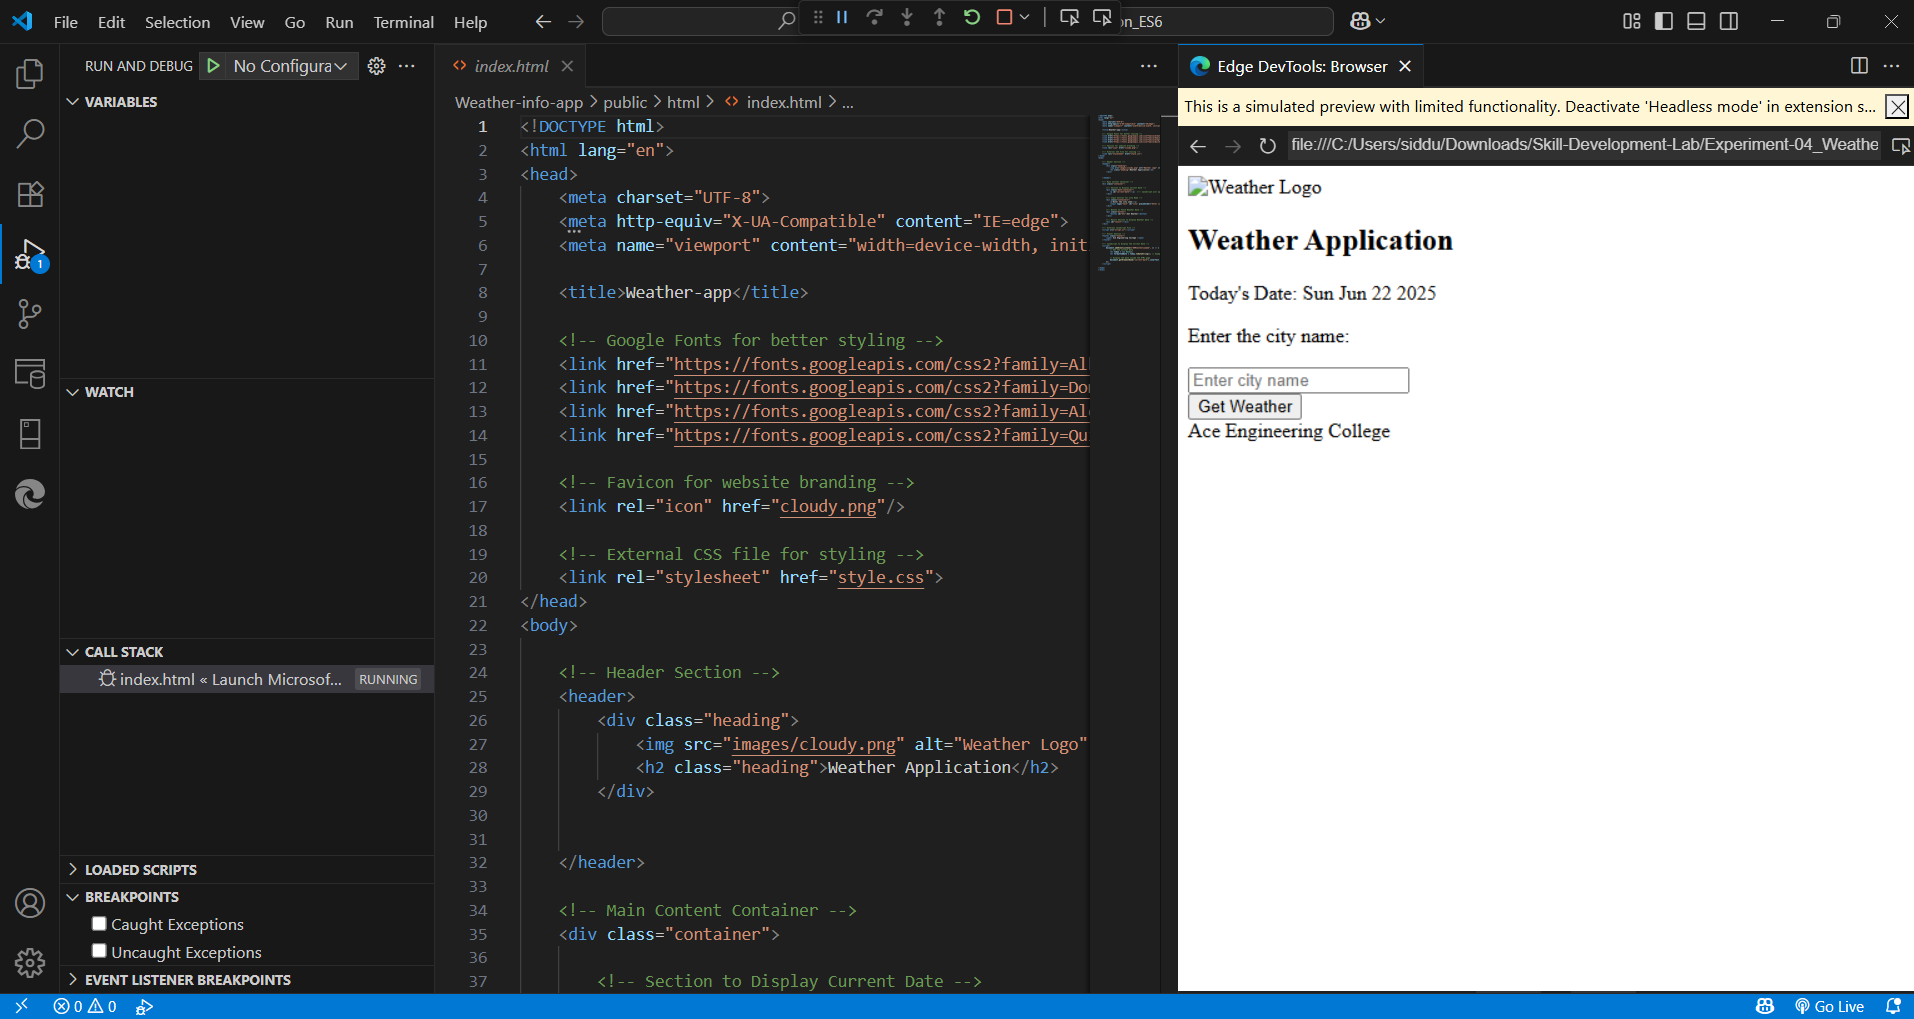 File Edit Selection View Go Run Terminal Help
on_ES6
RUN AND DEBUG No Configura
VARIABLES
WATCH
CALL STACK
index.html « Launch Microsof... RUNNING
LOADED SCRIPTS
BREAKPOINTS
Caught Exceptions
Uncaught Exceptions
EVENT LISTENER BREAKPOINTS
index.html
Weather-info-app > public > html > <> index.html > ...
1 <!DOCTYPE html>
2 <html lang="en">
3 <head>
4 <meta charset="UTF-8">
5 <meta http-equiv="X-UA-Compatible" content="IE=edge">
6 <meta name="viewport" content="width=device-width, init
7
8 <title>Weather-app</title>
9
10 <!-- Google Fonts for better styling -->
11 <link href="https://fonts.googleapis.com/css2?family=Al
12 <link href="https://fonts.googleapis.com/css2?family=Do
13 <link href="https://fonts.googleapis.com/css2?family=Al
14 <link href="https://fonts.googleapis.com/css2?family=Qu
15
16 <!-- Favicon for website branding -->
17 <link rel="icon" href="cloudy.png"/>
18
19 <!-- External CSS file for styling -->
20 <link rel="stylesheet" href="style.css">
21 </head>
22 <body>
23
24 <!-- Header Section -->
25 <header>
26 <div class="heading">
27 <img src="images/cloudy.png" alt="Weather Logo"
28 <h2 class="heading">Weather Application</h2>
29 </div>
30
31
32 </header>
33
34 <!-- Main Content Container -->
35 <div class="container">
36
37 <!-- Section to Display Current Date -->
Edge DevTools: Browser
This is a simulated preview with limited functionality. Deactivate 'Headless mode' in extension s...
file:///C:/Users/siddu/Downloads/Skill-Development-Lab/Experiment-04_Weathe
Weather Logo
Weather Application
Today's Date: Sun Jun 22 2025
Enter the city name:
Enter city name
Get Weather
Ace Engineering College
1
0 0
Go Live